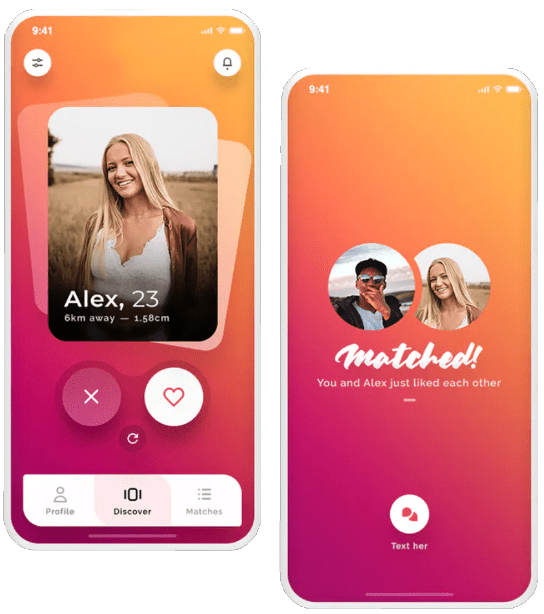 9:41
Alex, 23
6km away — 1.58cm
Profile
Discover
Matches
9:41
Matched!
You and Alex just liked each other
Text her